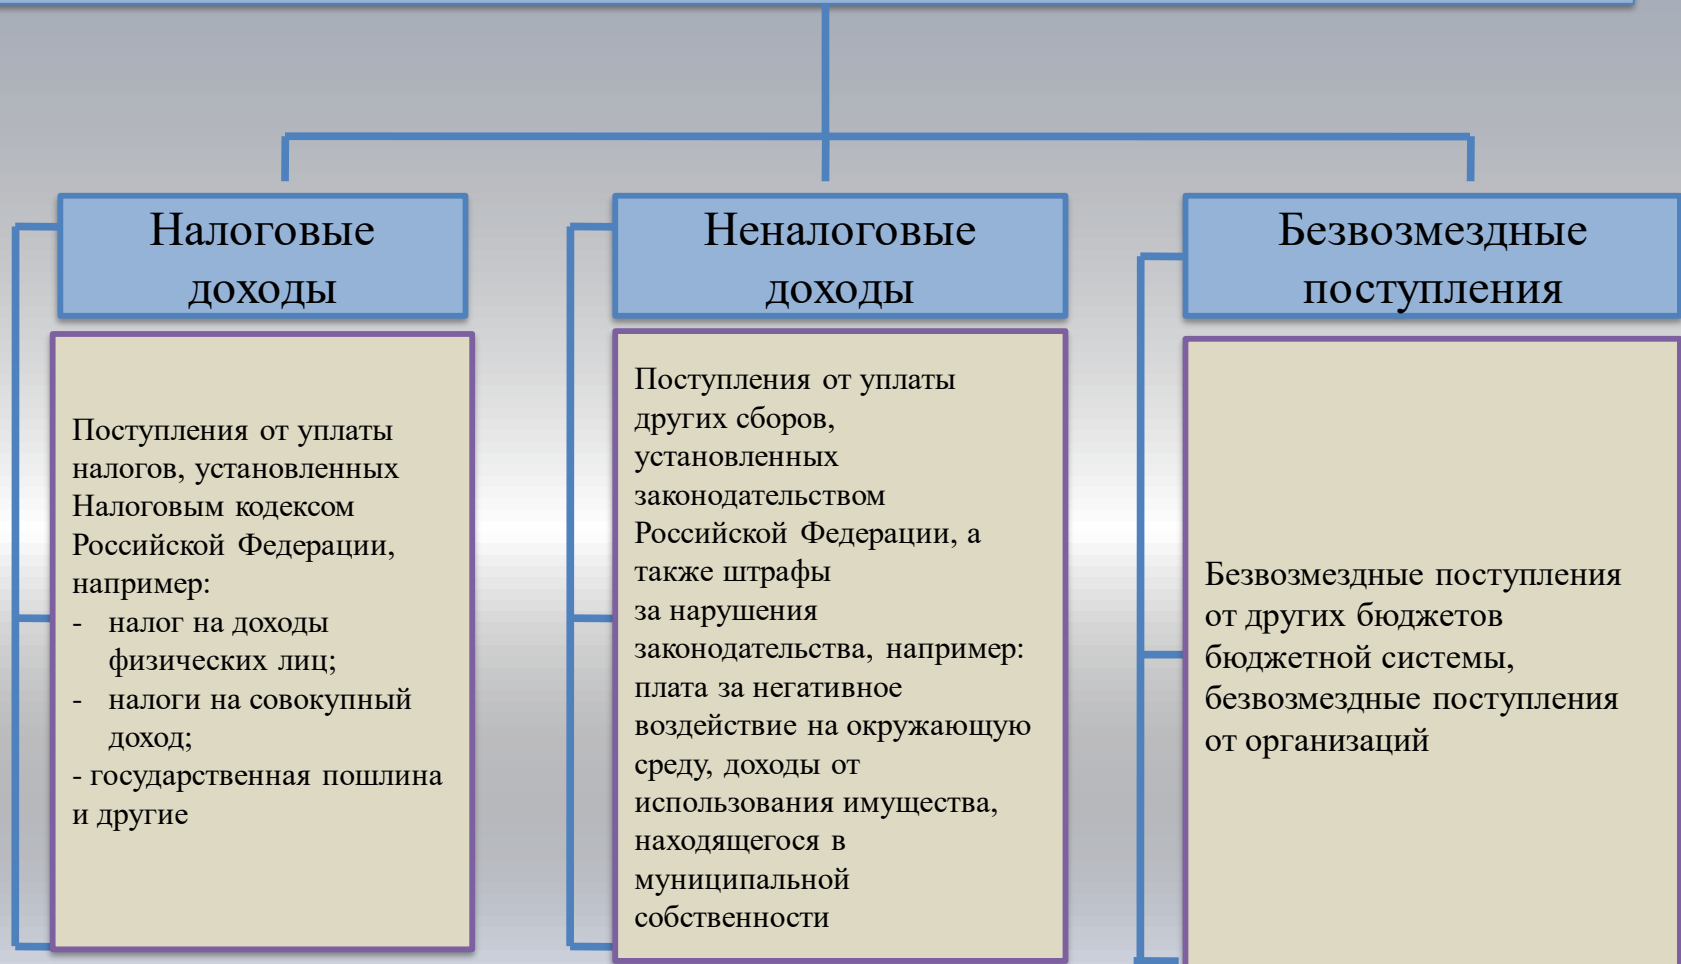 Налоговые
доходы
Поступления от уплаты
налогов, установленных
Налоговым кодексом
Российской Федерации,
например:
- налог на доходы
физических лиц;
- налоги на совокупный
доход;
- государственная пошлина
и другие
Неналоговые
доходы
Поступления от уплаты
других сборов,
установленных
законодательством
Российской Федерации, а
также штрафы
за нарушения
законодательства, например:
плата за негативное
воздействие на окружающую
среду, доходы от
использования имущества,
находящегося в
муниципальной
собственности
Безвозмездные
поступления
Безвозмездные поступления
от других бюджетов
бюджетной системы,
безвозмездные поступления
от организаций